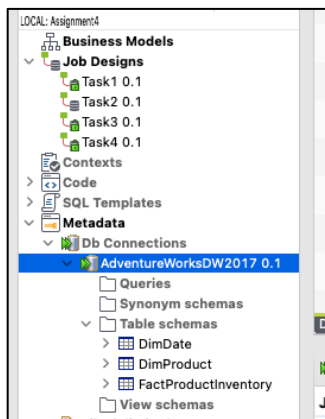 LOCAL: Assignment4
Business Models
Job Designs
Task1 0.1
Task2 0.1
Task3 0.1
Task4 0.1
Contexts
Code
SQL Templates
Metadata
Db Connections
AdventureWorksDW2017 0.1
Queries
Synonym schemas
Table schemas
DimDate
DimProduct
FactProductInventory
View schemas